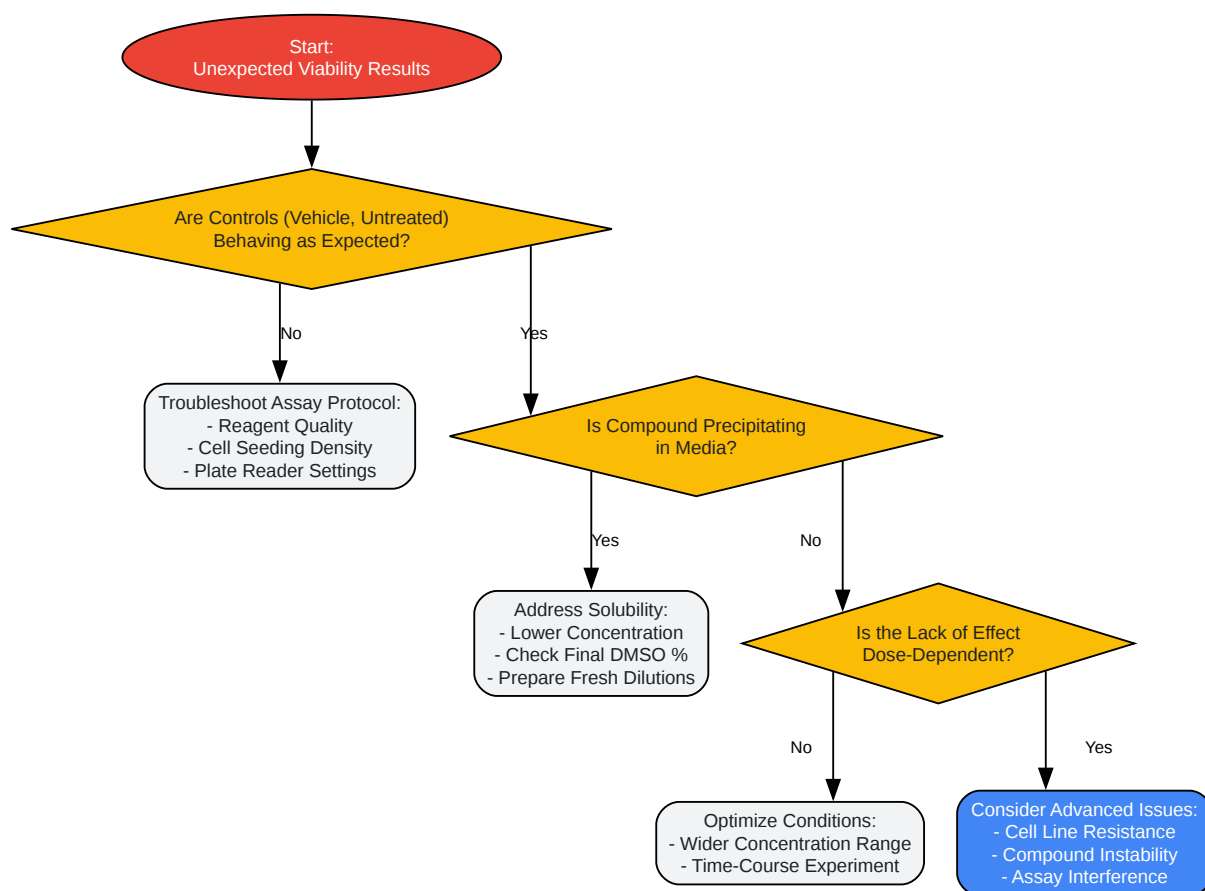 Start:
Unexpected Viability Results
Are Controls (Vehicle, Untreated)
Behaving as Expected?
No
Yes
Troubleshoot Assay Protocol:
- Reagent Quality
- Cell Seeding Density
- Plate Reader Settings
Is Compound Precipitating
in Media?
Yes
No
Address Solubility:
- Lower Concentration
- Check Final DMSO %
- Prepare Fresh Dilutions
Is the Lack of Effect
Dose-Dependent?
No
Yes
Optimize Conditions:
- Wider Concentration Range
- Time-Course Experiment
Consider Advanced Issues:
- Cell Line Resistance
- Compound Instability
- Assay Interference